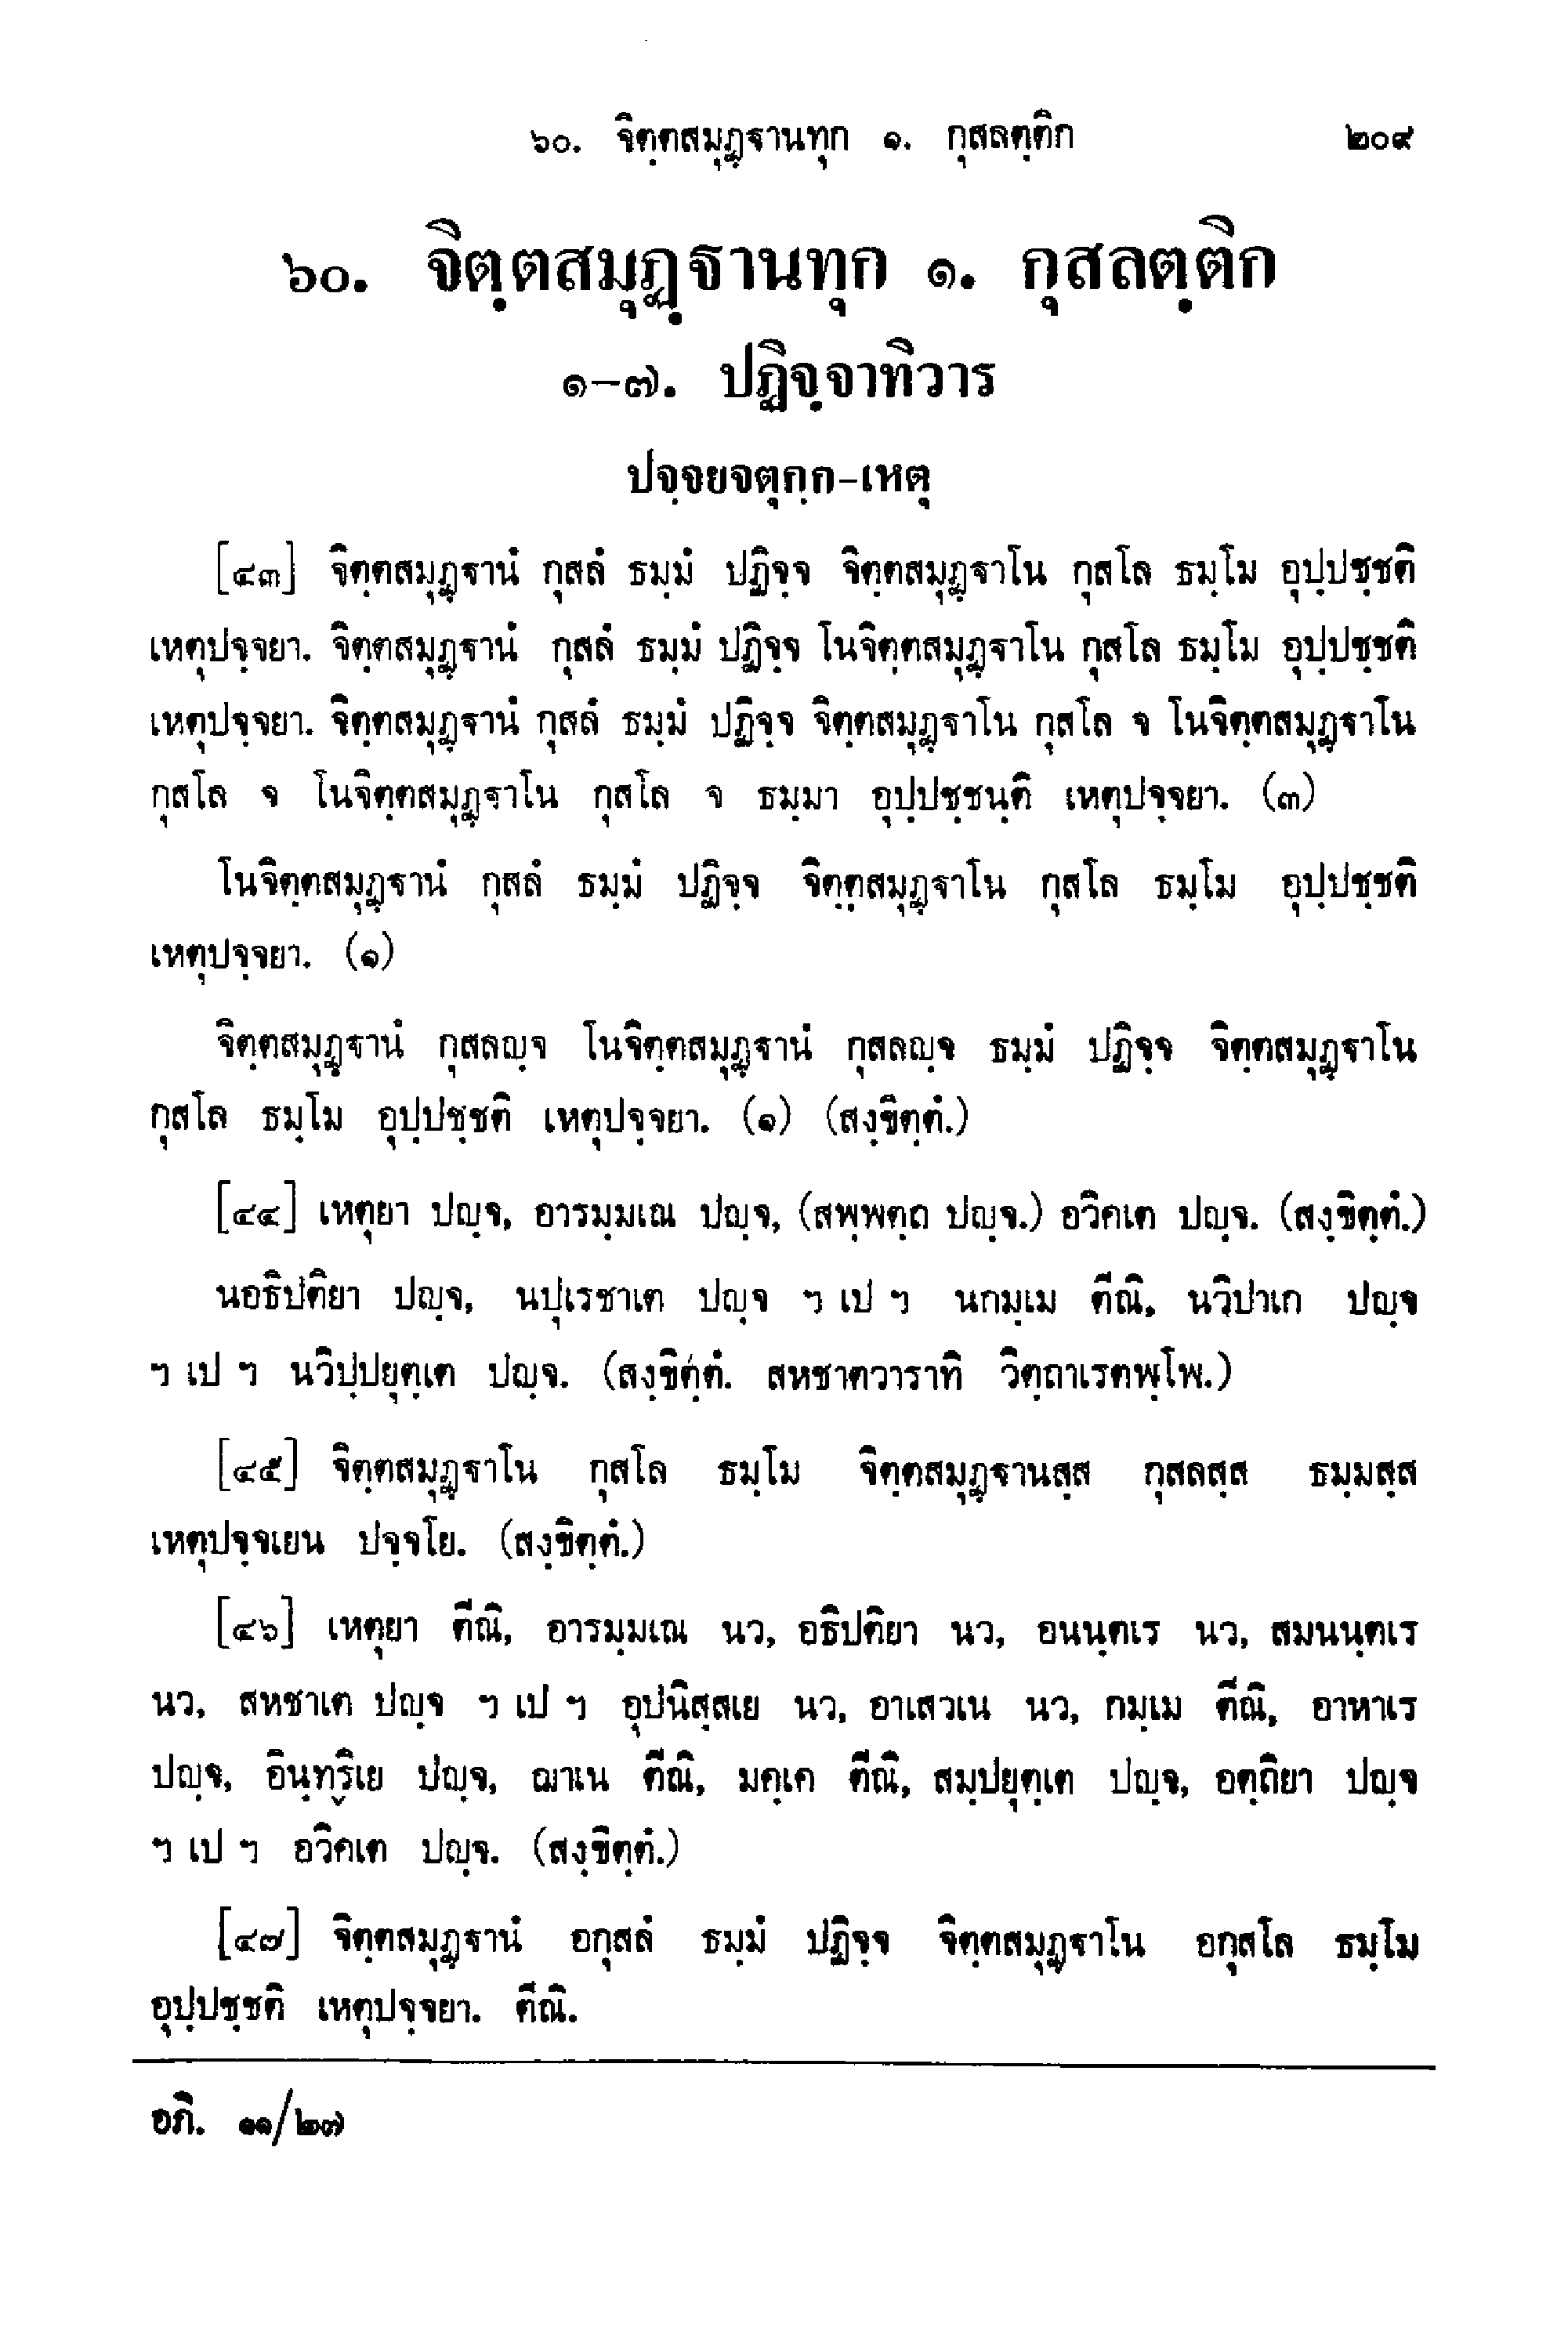 ๖๐. จิตฺตสมุฏฺฐานทุก ๑. กุสลตฺติก ๒๐๙
๖๐. จิตฺตสมุฏฺฐานทุก ๑. กุสลตฺติก
๑-๗. ปฏิจฺจาทิวาร
ปจฺจยจตุกฺก-เหตุ
[๔๓] จิตฺตสมุฏฺฐานํ กุสลํ ธมฺมํ ปฏิจฺจ จิตฺตสมุฏฺฐาโน กุสโล ธมฺโม อุปฺปชฺชติ
เหตุปจฺจยา. จิตฺตสมุฏฺฐานํ กุสลํ ธมฺมํ ปฏิจฺจ โนจิตฺตสมุฏฺฐาโน กุสโล ธมฺโม อุปฺปชฺชติ
เหตุปจฺจยา. จิตฺตสมุฏฺฐานํ กุสลํ ธมฺมํ ปฏิจฺจ จิตฺตสมุฏฺฐาโน กุสโล จ โนจิตฺตสมุฏฺฐาโน
กุสโล จ โนจิตฺตสมุฏฺฐาโน กุสโล จ ธมฺมา อุปฺปชฺชนฺติ เหตุปจฺจยา. (๓)
โนจิตฺตสมุฏฺฐานํ กุสลํ ธมฺมํ ปฏิจฺจ จิตฺตฺสมุฏฺฐาโน กุสโล ธมฺโม อุปฺปชฺชติ
เหตุปจฺจยา. (๑)
จิตฺตสมุฏฺฐานํ กุสลญฺจ โนจิตฺตสมุฏฺฐานํ กุสลญฺจ ธมฺมํ ปฏิจฺจ จิตฺตสมุฏฺฐาโน
กุสโล ธมฺโม อุปฺปชฺชติ เหตุปจฺจยา. (๑) (สงฺขิตฺตํ.)
[๔๔] เหตุยา ปญฺจ, อารมฺมเณ ปญฺจ, (สพฺพตฺถ ปญฺจ.) อวิคเต ปญฺจ. (สงฺขิตฺตํ.)
นอธิปติยา ปญฺจ, นปุเรชาเต ปญฺจ ฯ เป ฯ นกมฺเม ตีณิ, นวิปาเก ปญฺจ
ฯ เป ฯ นวิปฺปยุตฺเต ปญฺจ. (สงฺขิตฺตํ. สหชาตวาราทิ วิตฺถาเรตพฺโพ.)
[๔๕] จิตฺตสมุฏฺฐาโน กุสโล ธมฺโม จิตฺตสมุฏฺฐานสฺส กุสลสฺส ธมฺมสฺส
เหตุปจฺจเยน ปจฺจโย. (สงฺขิตฺตํ.)
[๔๖] เหตุยา ตีณิ, อารมฺมเณ นว, อธิปติยา นว, อนนฺตเร นว, สมนนฺตเร
นว, สหชาเต ปญฺจ ฯ เป ฯ อุปนิสฺสเย นว, อาเสวเน นว, กมฺเม ตีณิ, อาหาเร
ปญฺจ, อินฺทฺริเย ปญฺจ, ฌาเน ตีณิ, มคฺเค ตีณิ, สมฺปยุตฺเต ปญฺจ, อตฺถิยา ปญฺจ
ฯ เป ฯ อวิคเต ปญฺจ. (สงฺขิตฺตํ.)
[๔๗] จิตฺตสมุฏฺฐานํ อกุสลํ ธมฺมํ ปฏิจฺจ จิตฺตสมุฏฺฐาโน อกุสโล ธมฺโม
อุปฺปชฺชติ เหตุปจฺจยา. ตีณิ.
อภิ. ๑๑/๒๗